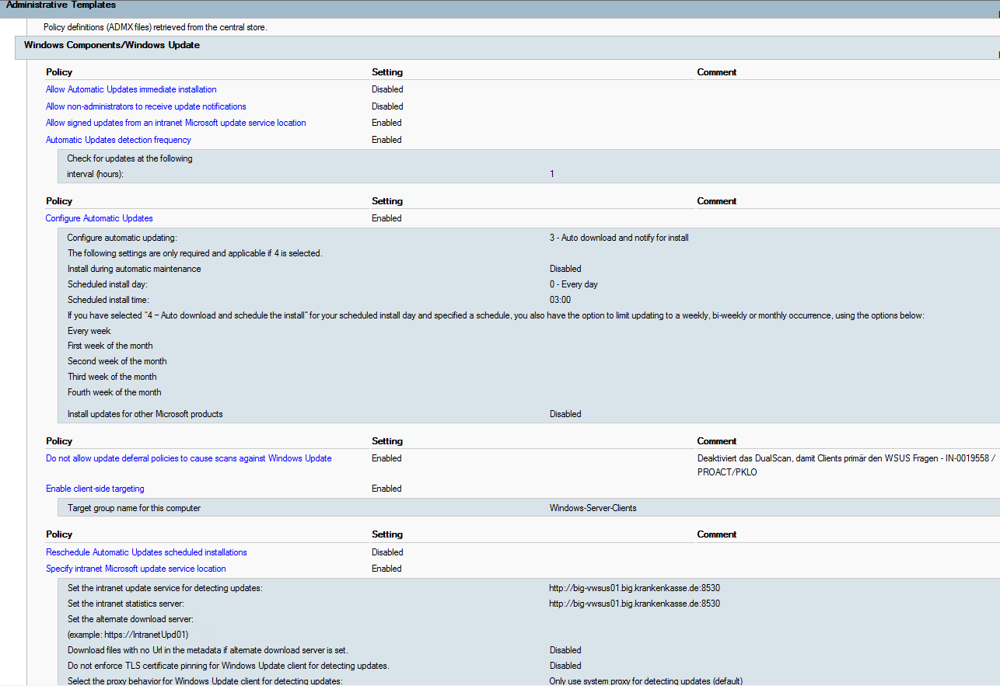 Administrative Templates
Policy definitions (ADMX files) retrieved from the central store.
Windows Components/Windows Update
Policy Setting Comment
Allow Automatic Updates immediate installation Disabled
Allow non-administrators to receive update notifications Disabled
Allow signed updates from an intranet Microsoft update service location Enabled
Automatic Updates detection frequency Enabled
Check for updates at the following
interval (hours): 1
Policy Setting Comment
Configure Automatic Updates Enabled
Configure automatic updating: 3 - Auto download and notify for install
The following settings are only required and applicable if 4 is selected.
Install during automatic maintenance Disabled
Scheduled install day: 0 - Every day
Scheduled install time: 03:00
If you have selected “4 – Auto download and schedule the install” for your scheduled install day and specified a schedule, you also have the option to limit updating to a weekly, bi-weekly or monthly occurrence, using the options below:
Every week
First week of the month
Second week of the month
Third week of the month
Fourth week of the month
Install updates for other Microsoft products Disabled
Policy Setting Comment
Do not allow update deferral policies to cause scans against Windows Update Enabled Deaktiviert das DualScan, damit Clients primär den WSUS Fragen - IN-0019558 /
PROACT/PKLO
Enable client-side targeting Enabled
Target group name for this computer Windows-Server-Clients
Policy Setting Comment
Reschedule Automatic Updates scheduled installations Disabled
Specify intranet Microsoft update service location Enabled
Set the intranet update service for detecting updates: http://big-vwsus01.big.krankenkasse.de:8530
Set the intranet statistics server: http://big-vwsus01.big.krankenkasse.de:8530
Set the alternate download server:
(example: https://IntranetUpd01)
Download files with no Url in the metadata if alternate download server is set. Disabled
Do not enforce TLS certificate pinning for Windows Update client for detecting updates. Disabled
Select the proxy behavior for Windows Update client for detecting updates: Only use system proxy for detecting updates (default)